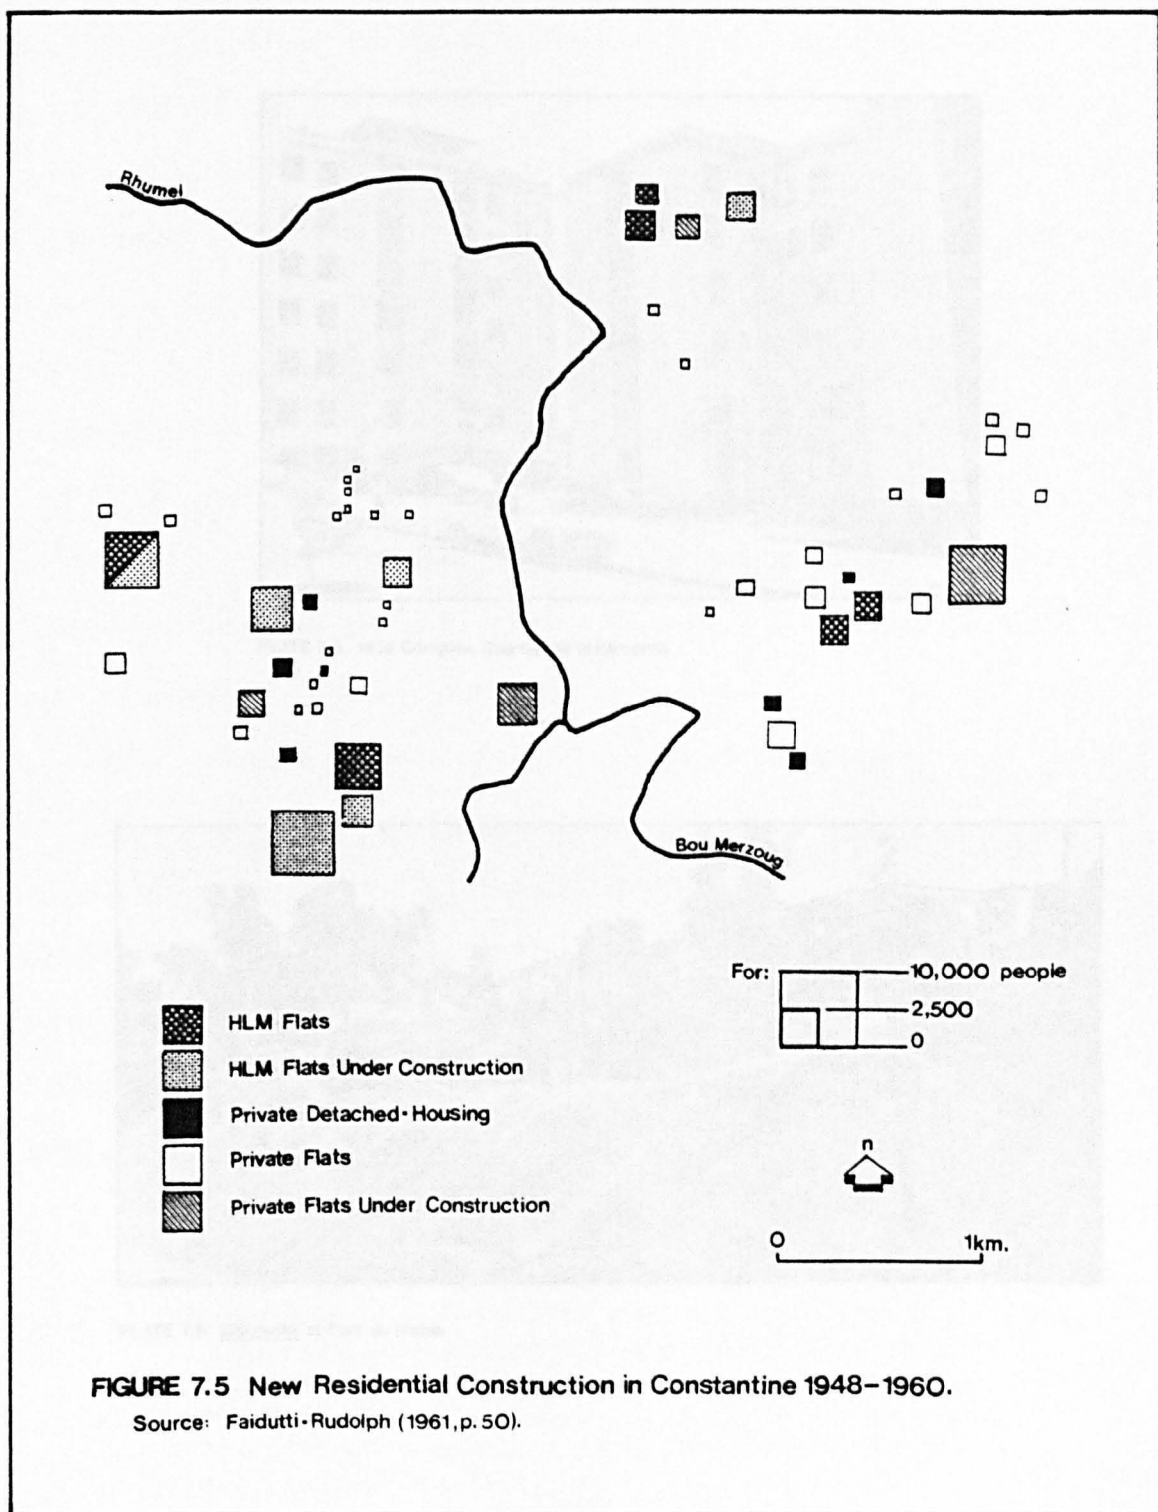 Rhumel
Bou Merzoug
For:
10,000 people
2,500
0
HLM Flats
HLM Flats Under Construction
Private Detached·Housing
Private Flats
Private Flats Under Construction
n
0 1km.
FIGURE 7.5 New Residential Construction in Constantine 1948–1960.
Source: Faidutti·Rudolph (1961, p. 50).